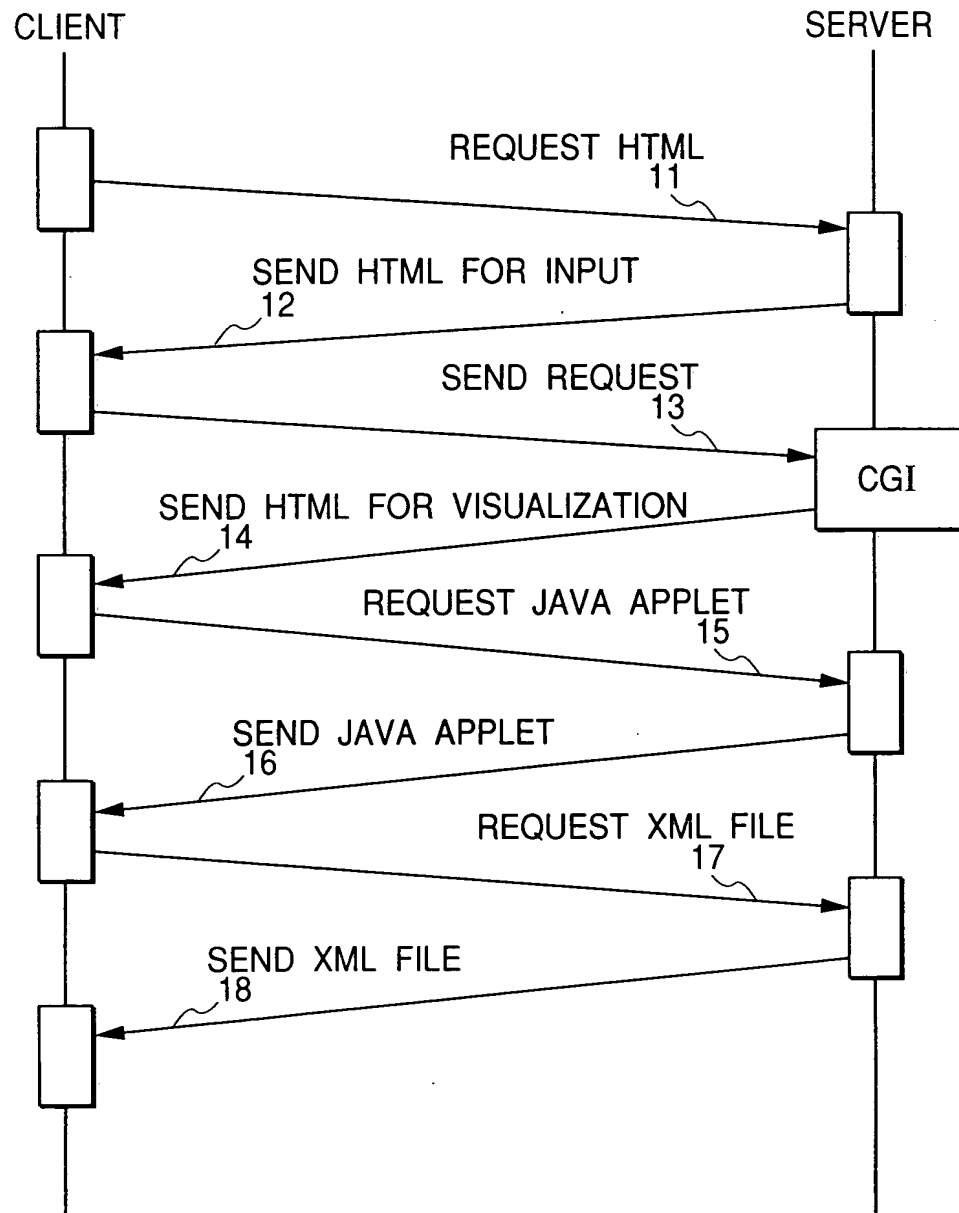 CLIENT
SERVER
REQUEST HTML
11
SEND HTML FOR INPUT
12
SEND REQUEST
13
CGI
SEND HTML FOR VISUALIZATION
14
REQUEST JAVA APPLET
15
SEND JAVA APPLET
16
REQUEST XML FILE
17
SEND XML FILE
18